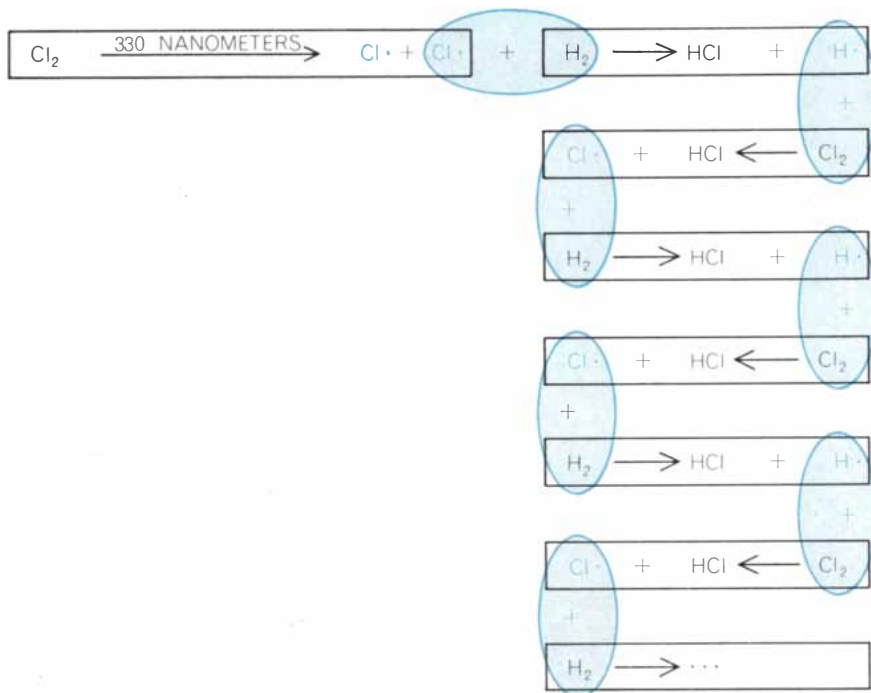 Cl₂ 330 NANOMETERS → Cl· + Cl· + H₂ → HCl + H·
+
Cl· + HCl ← Cl₂
+
H₂ → HCl + H·
+
Cl· + HCl ← Cl₂
+
H₂ → HCl + H·
+
Cl· + HCl ← Cl₂
+
H₂ → ···